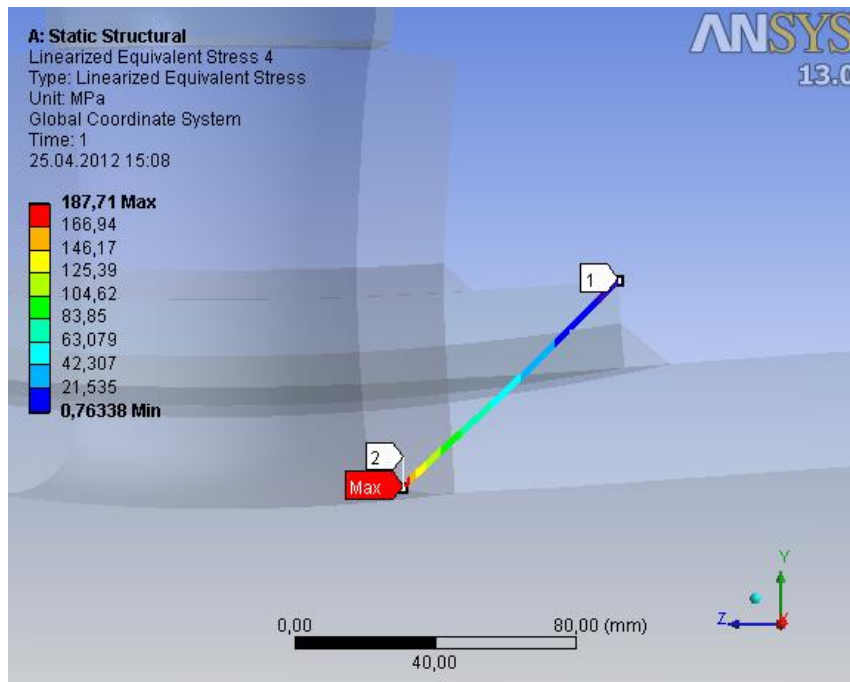 A: Static Structural
Linearized Equivalent Stress 4
Type: Linearized Equivalent Stress
Unit: MPa
Global Coordinate System
Time: 1
25.04.2012 15:08
187,71 Max
166,94
146,17
125,39
104,62
83,85
63,079
42,307
21,535
0,76338 Min
ANSYS
13.0
1
2
Max
0,00
80,00 (mm)
40,00
Y
Z
X